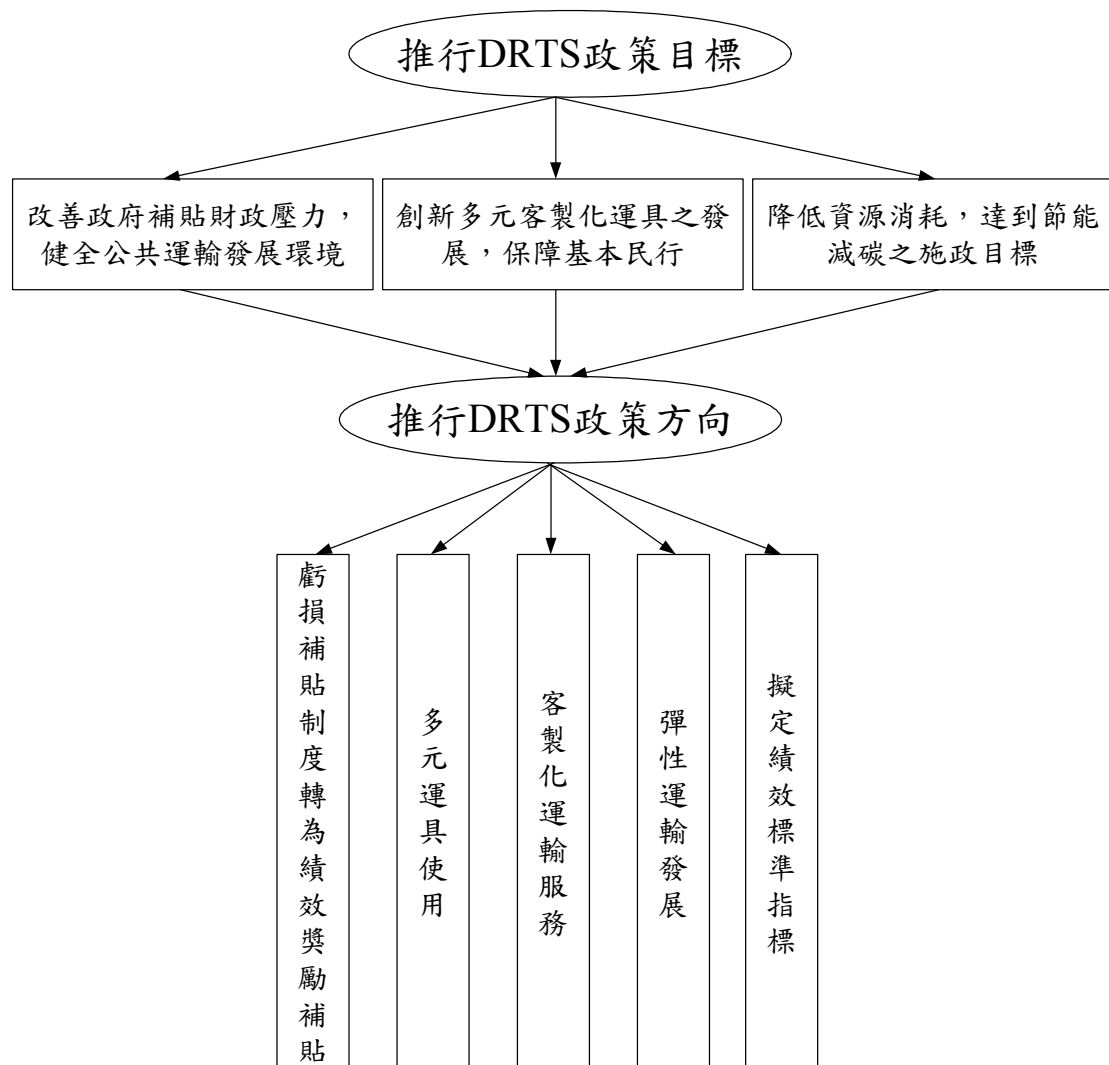 推行DRTS政策目標
改善政府補貼財政壓力，
健全公共運輸發展環境
創新多元客製化運具之發
展，保障基本民行
降低資源消耗，達到節能
減碳之施政目標
推行DRTS政策方向
虧損補貼制度轉為績效獎勵補貼
多元運具使用
客製化運輸服務
彈性運輸發展
擬定績效標準指標